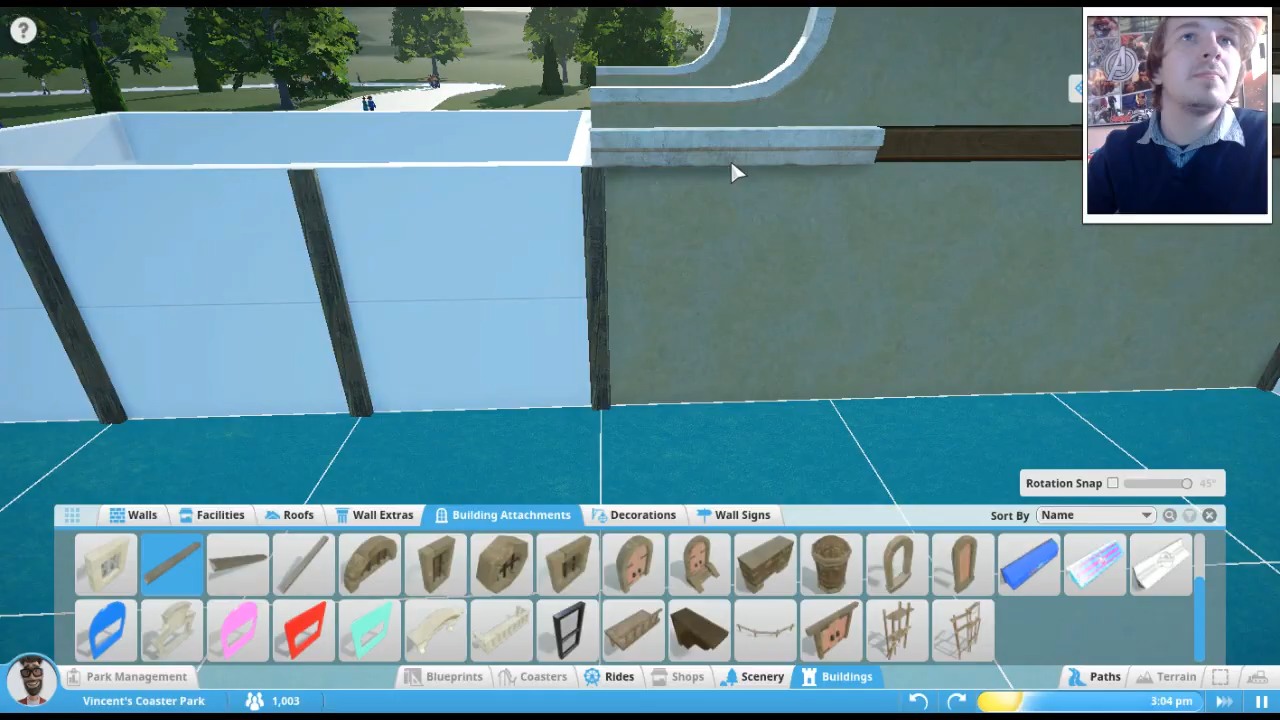 ?
Rotation Snap 45°
Walls Facilities Roofs Wall Extras Building Attachments Decorations Wall Signs Sort By Name
Park Management Blueprints Coasters Rides Shops Scenery Buildings Paths Terrain
Vincent's Coaster Park 1,003 3:04 pm